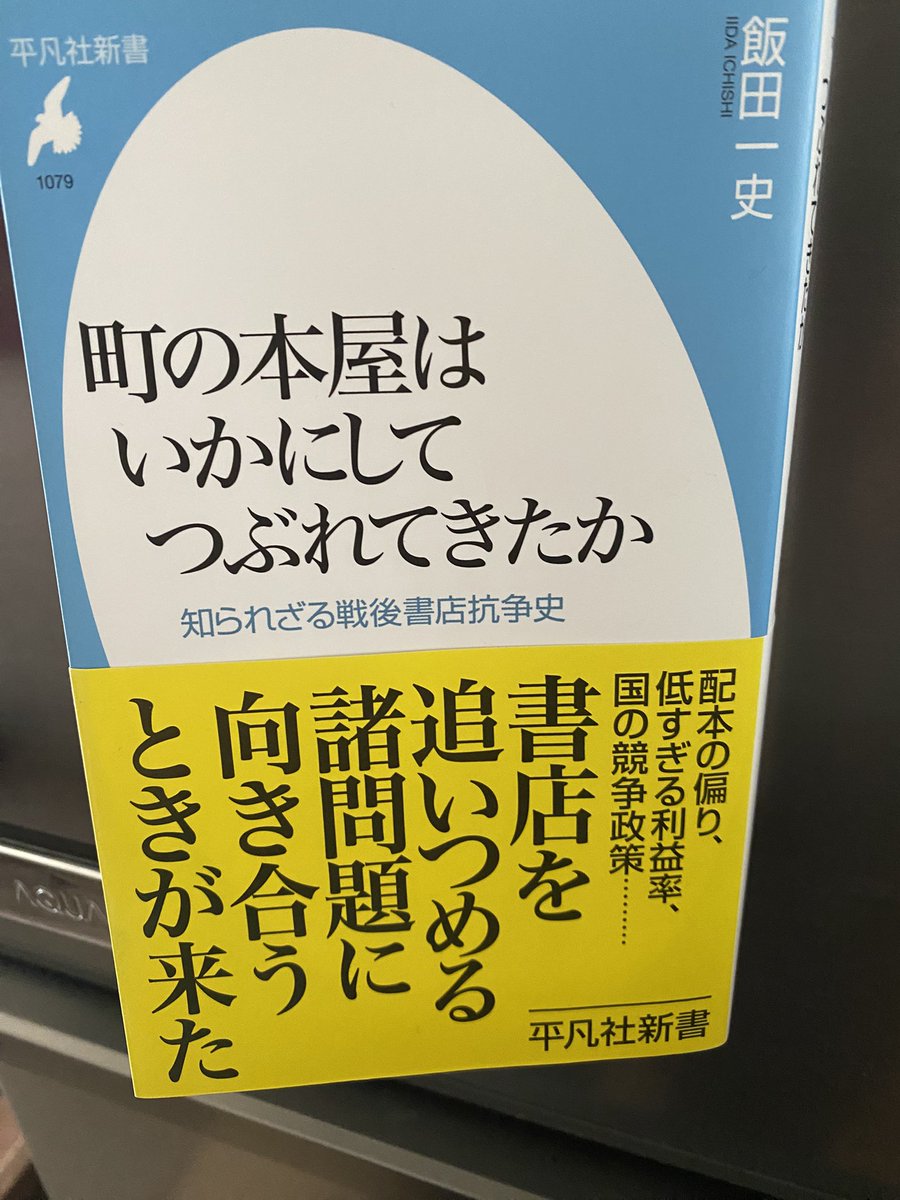 平凡社新書
1079
飯田一史
IIDA ICHISHI
町の本屋は
いかにして
つぶれてきたか
知られざる戦後書店抗争史
配本の偏り、
低すぎる利益率、
国の競争政策…………
書店を
追いつめる
諸問題に
向き合う
ときが来た
平凡社新書